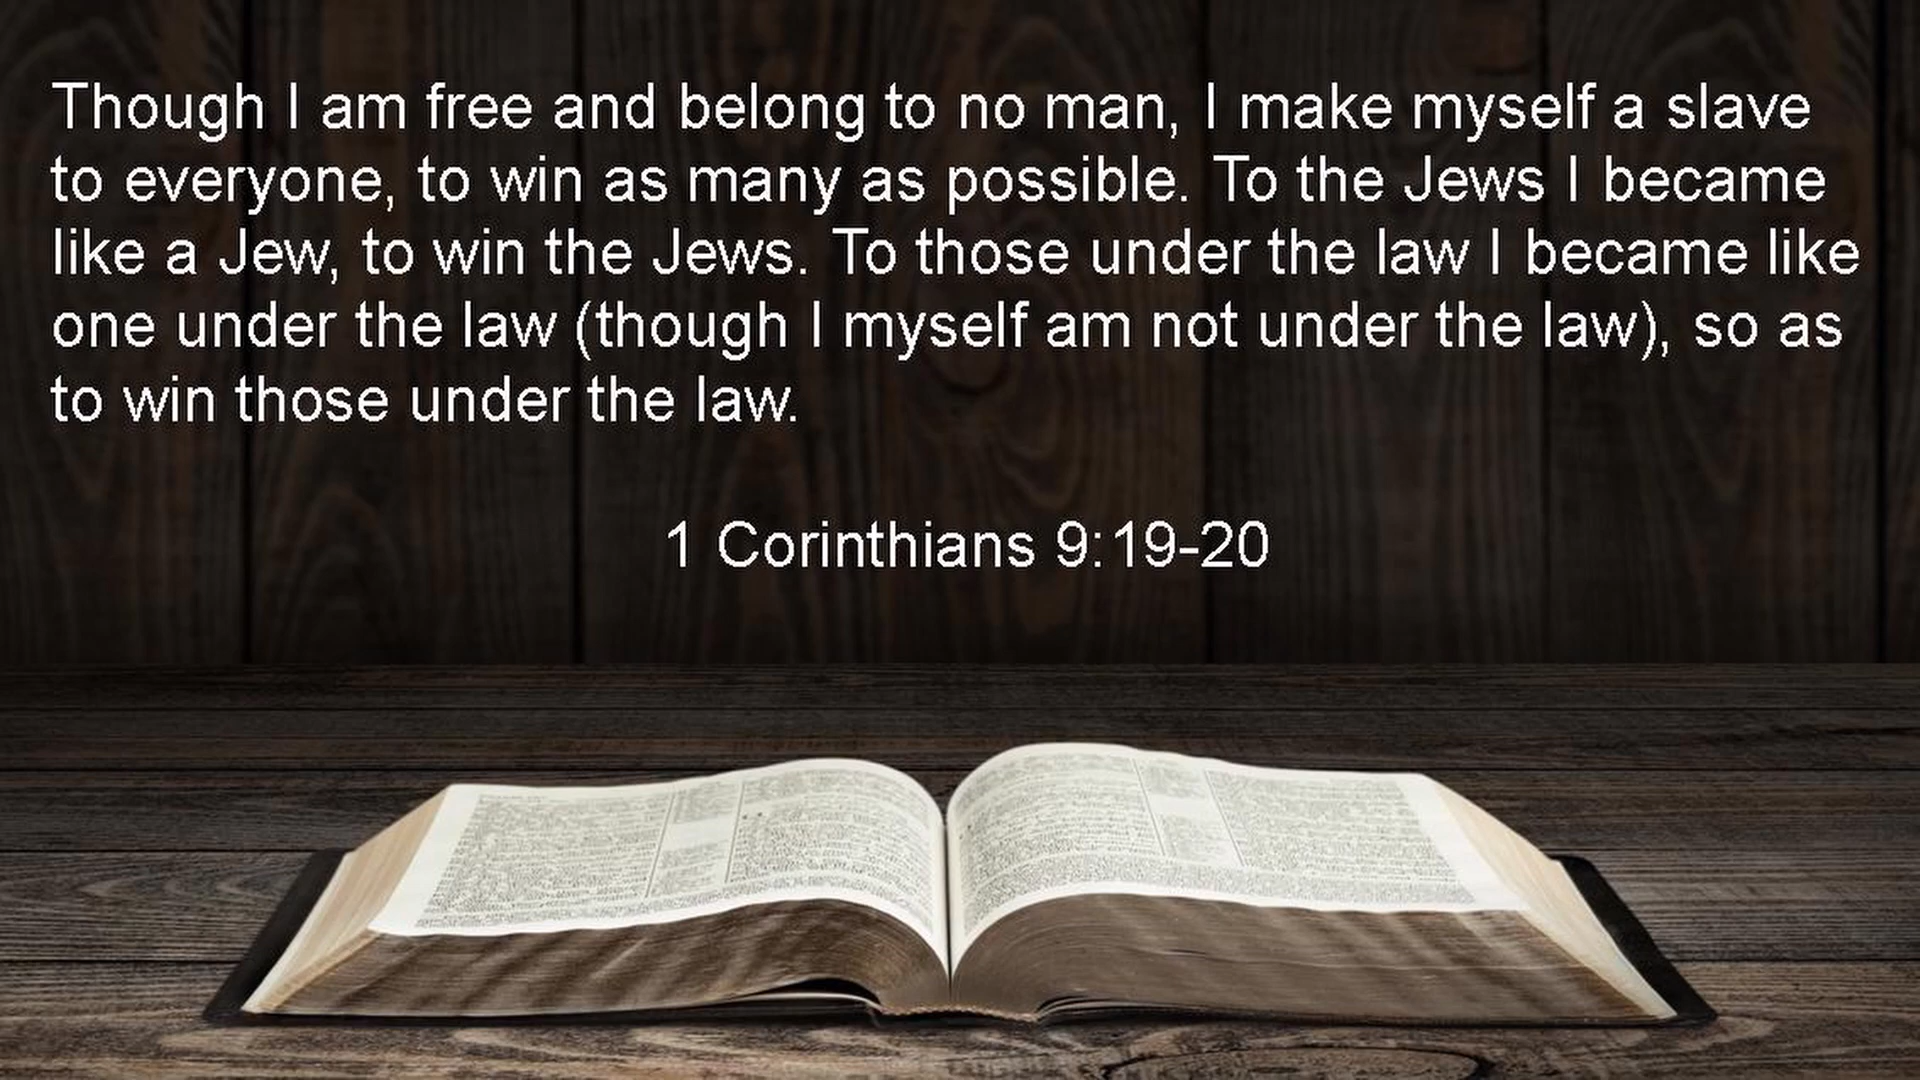 Though I am free and belong to no man, I make myself a slave
to everyone, to win as many as possible. To the Jews I became
like a Jew, to win the Jews. To those under the law I became like
one under the law (though I myself am not under the law), so as
to win those under the law.
1 Corinthians 9:19-20